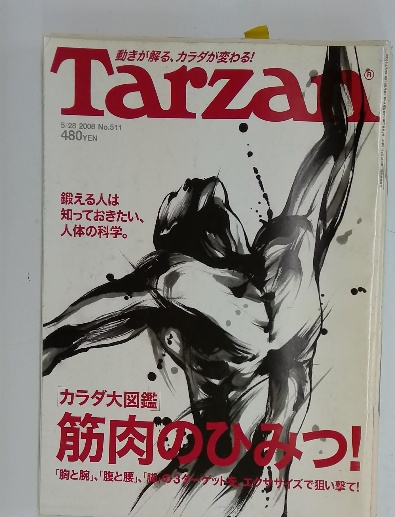 動きが解る、カラダが変わる!
Tarzan
®
5/28 2008 No.511
480YEN
鍛える人は
知っておきたい、
人体の科学。
「カラダ大図鑑」
筋肉のひみつ!
「胸と腕」、「腹と腰」、「脚」の3ターゲットを、エクササイズで狙い撃て!